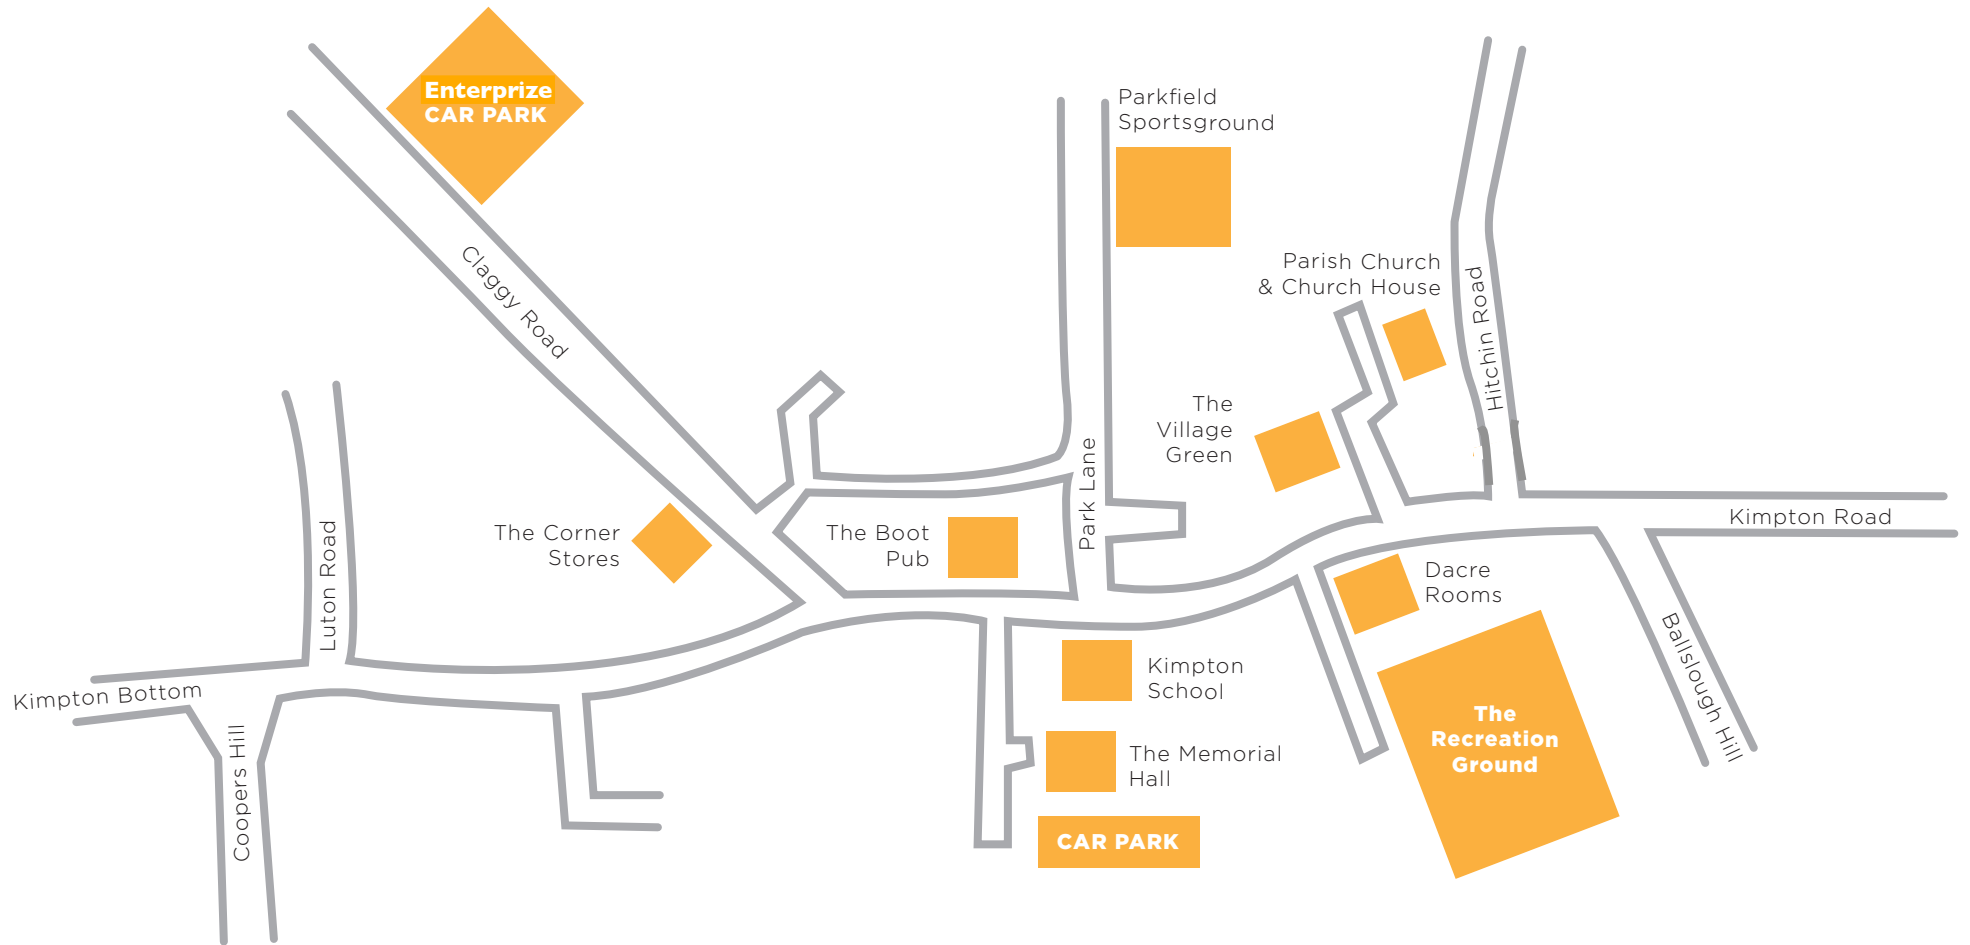 Enterprize
CAR PARK
Parkfield
Sportsground
Parish Church
& Church House
Claggy Road
Hitchin Road
The
Village
Green
Park Lane
Kimpton Road
The Corner
Stores
The Boot
Pub
Luton Road
Dacre
Rooms
Kimpton
School
Ballslough Hill
Kimpton Bottom
The
Recreation
Ground
Coopers Hill
The Memorial
Hall
CAR PARK